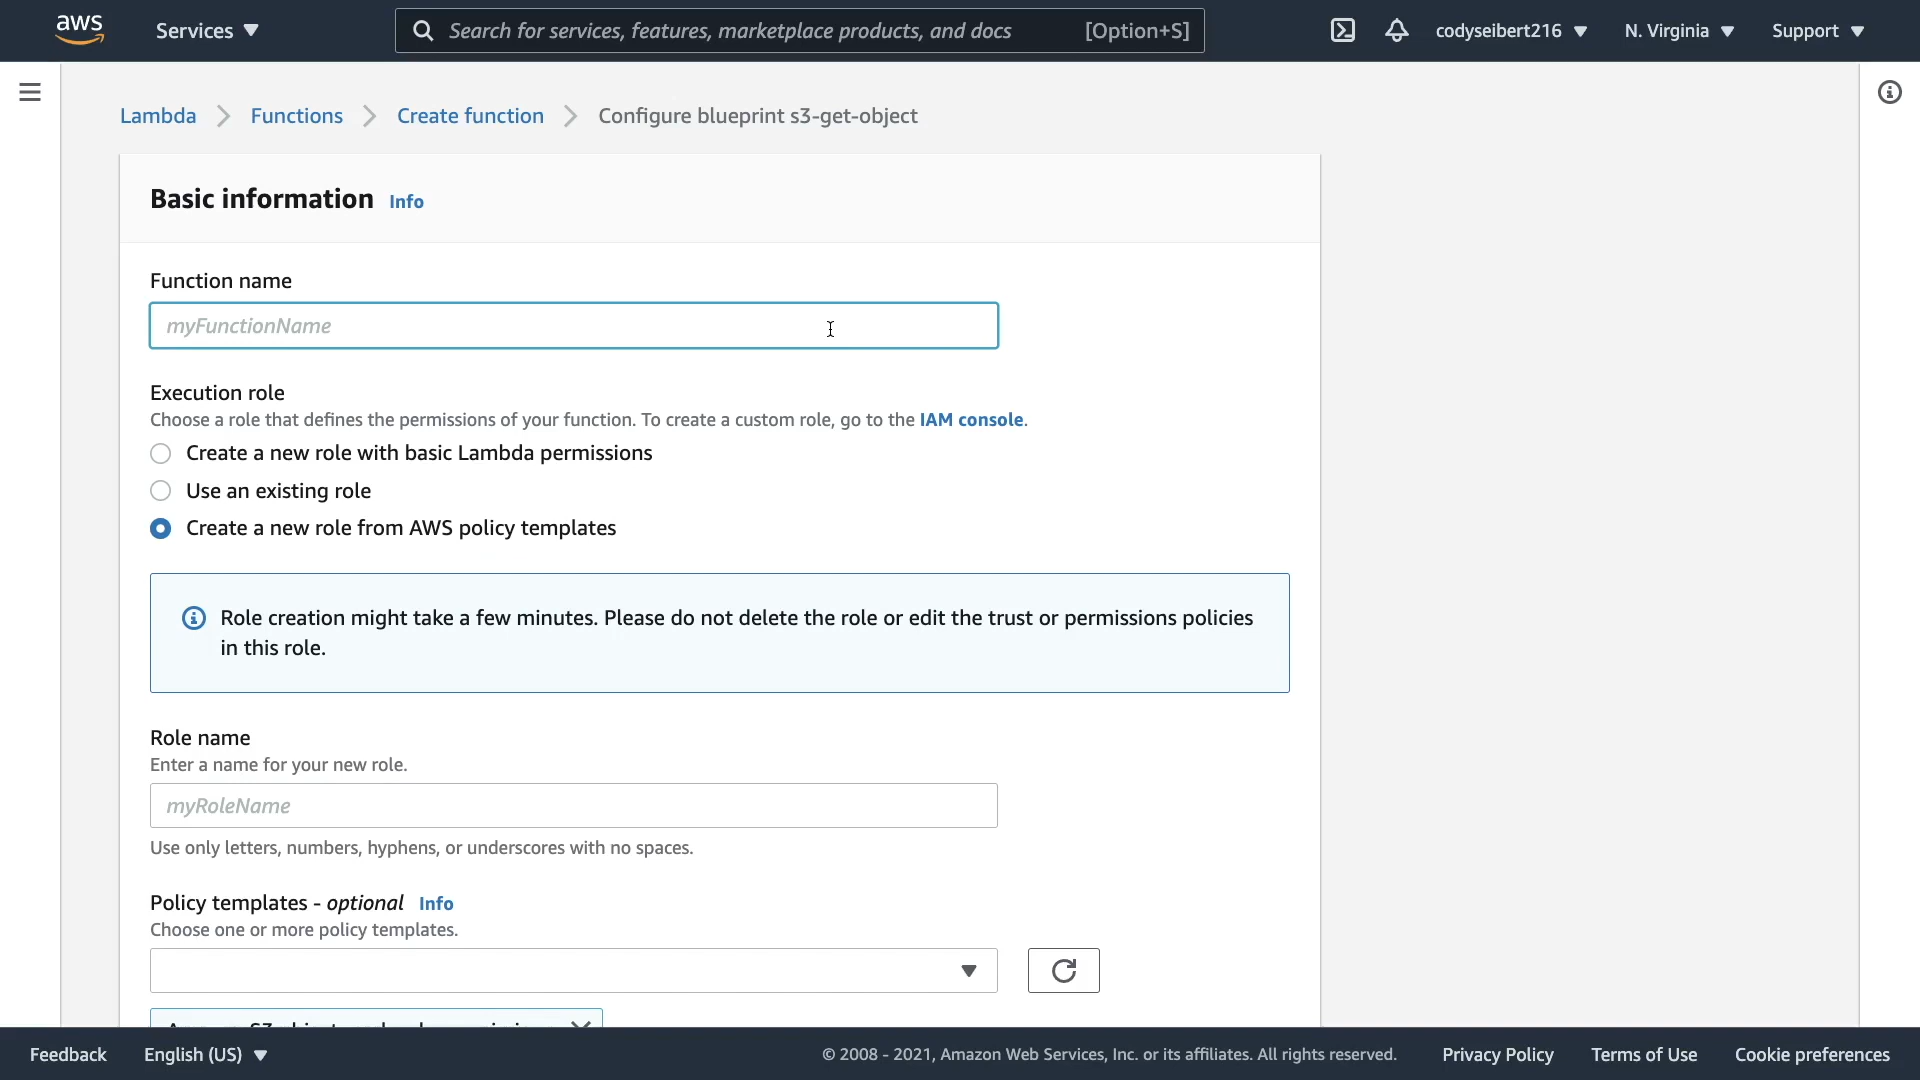 aws
Services
Search for services, features, marketplace products, and docs [Option+S]
codyseibert216
N. Virginia
Support
Lambda > Functions > Create function > Configure blueprint s3-get-object
Basic information Info
Function name
myFunctionName
Execution role
Choose a role that defines the permissions of your function. To create a custom role, go to the IAM console.
Create a new role with basic Lambda permissions
Use an existing role
Create a new role from AWS policy templates
Role creation might take a few minutes. Please do not delete the role or edit the trust or permissions policies
in this role.
Role name
Enter a name for your new role.
myRoleName
Use only letters, numbers, hyphens, or underscores with no spaces.
Policy templates - optional Info
Choose one or more policy templates.
Feedback English (US) © 2008 - 2021, Amazon Web Services, Inc. or its affiliates. All rights reserved. Privacy Policy Terms of Use Cookie preferences